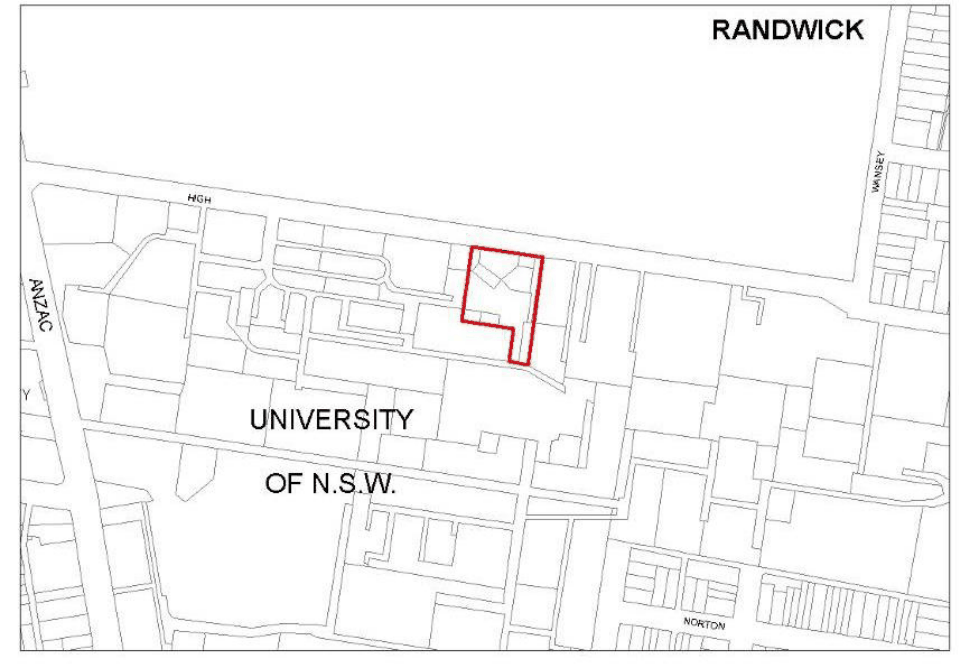 RANDWICK
WANSEY
HIGH
ANZAC
Y
UNIVERSITY
OF N.S.W.
NORTON